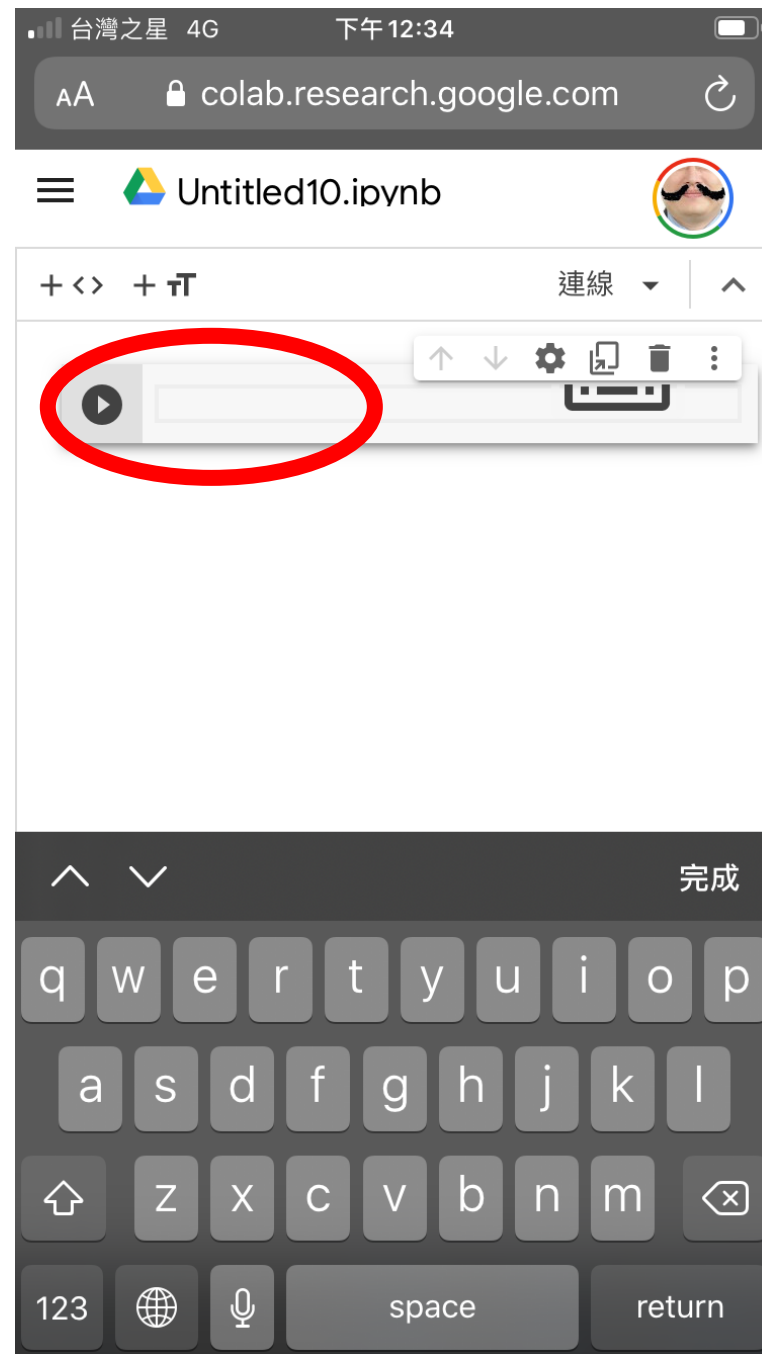 台灣之星 4G 下午12:34
AA colab.research.google.com
Untitled10.ipynb
+<> +TT 連線
完成
q w e r t y u i o p
a s d f g h j k l
z x c v b n m
123 space return